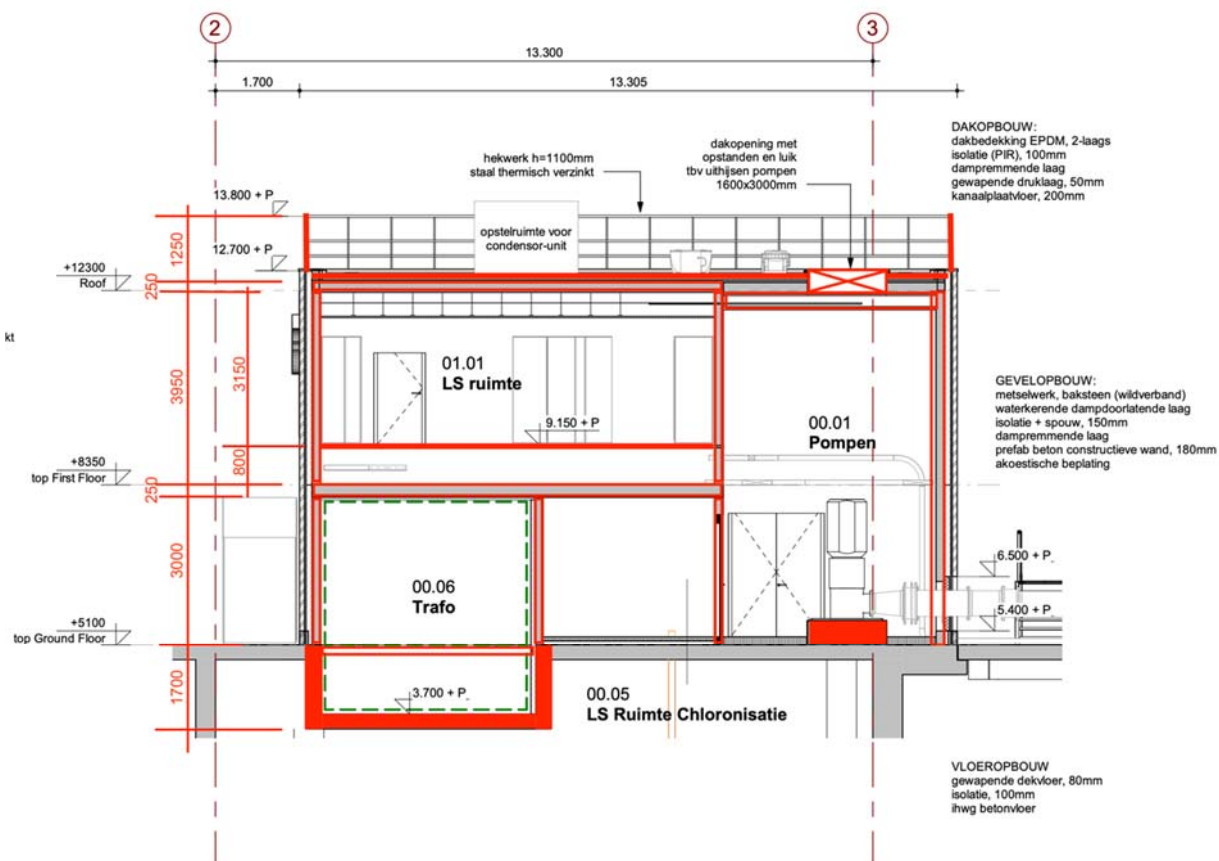 2
3
13.300
1.700
13.305
DAKOPBOUW:
dakbedekking EPDM, 2-laags
isolatie (PIR), 100mm
dampremmende laag
gewapende druklaag, 50mm
kanaalplaatvloer, 200mm
hekwerk h=1100mm
staal thermisch verzinkt
dakopening met
opstanden en luik
tbv uithijsen pompen
1600x3000mm
13.800 + P
1250
opstelruimte voor
condensor-unit
12.700 + P
+12300
Roof
250
kt
3950
3150
01.01
LS ruimte
9.150 + P
00.01
Pompen
GEVELOPBOUW:
metselwerk, baksteen (wildverband)
waterkerende dampdoorlatende laag
isolatie + spouw, 150mm
dampremmende laag
prefab beton constructieve wand, 180mm
akoestische beplating
800
+8350
top First Floor
250
3000
00.06
Trafo
6.500 + P
5.400 + P
+5100
top Ground Floor
1700
3.700 + P
00.05
LS Ruimte Chloronisatie
VLOEROPBOUW
gewapende dekvloer, 80mm
isolatie, 100mm
ihwg betonvloer